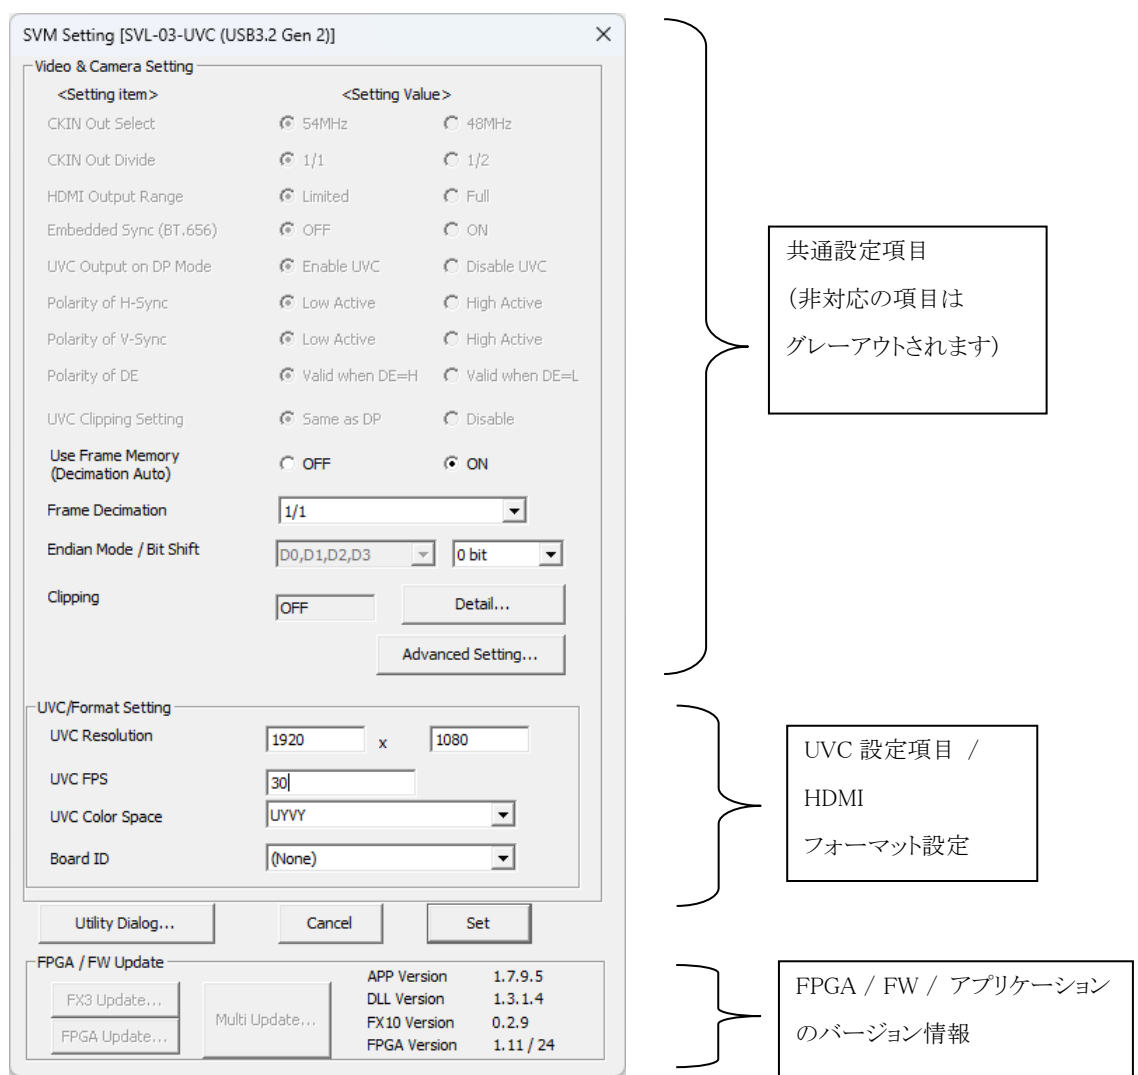 SVM Setting [SVL-03-UVC (USB3.2 Gen 2)]
Video & Camera Setting
<Setting item> <Setting Value>
CKIN Out Select 54MHz 48MHz
CKIN Out Divide 1/1 1/2
HDMI Output Range Limited Full
Embedded Sync (BT.656) OFF ON
UVC Output on DP Mode Enable UVC Disable UVC
Polarity of H-Sync Low Active High Active
Polarity of V-Sync Low Active High Active
Polarity of DE Valid when DE=H Valid when DE=L
UVC Clipping Setting Same as DP Disable
Use Frame Memory
(Decimation Auto) OFF ON
Frame Decimation 1/1
Endian Mode / Bit Shift D0,D1,D2,D3 0 bit
Clipping OFF Detail...
Advanced Setting...
共通設定項目
(非対応の項目は
グレーアウトされます)
UVC/Format Setting
UVC Resolution 1920 x 1080
UVC FPS 30
UVC Color Space UYVY
Board ID (None)
UVC 設定項目 /
HDMI
フォーマット設定
Utility Dialog... Cancel Set
FPGA / FW Update
FX3 Update...
FPGA Update...
Multi Update...
APP Version 1.7.9.5
DLL Version 1.3.1.4
FX10 Version 0.2.9
FPGA Version 1.11 / 24
FPGA / FW / アプリケーション
のバージョン情報